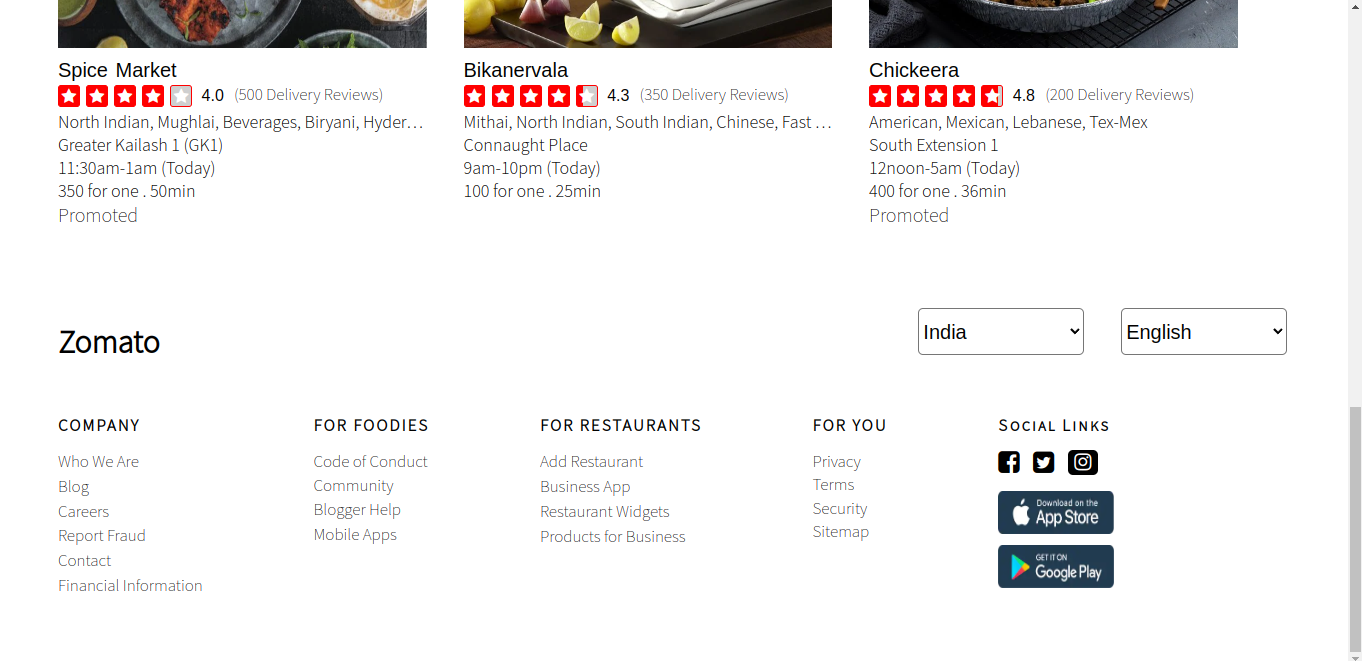 Spice Market
4.0 (500 Delivery Reviews)
North Indian, Mughlai, Beverages, Biryani, Hyder…
Greater Kailash 1 (GK1)
11:30am-1am (Today)
350 for one . 50min
Promoted
Bikanervala
4.3 (350 Delivery Reviews)
Mithai, North Indian, South Indian, Chinese, Fast …
Connaught Place
9am-10pm (Today)
100 for one . 25min
Chickeera
4.8 (200 Delivery Reviews)
American, Mexican, Lebanese, Tex-Mex
South Extension 1
12noon-5am (Today)
400 for one . 36min
Promoted
Zomato
India
English
COMPANY
Who We Are
Blog
Careers
Report Fraud
Contact
Financial Information
FOR FOODIES
Code of Conduct
Community
Blogger Help
Mobile Apps
FOR RESTAURANTS
Add Restaurant
Business App
Restaurant Widgets
Products for Business
FOR YOU
Privacy
Terms
Security
Sitemap
Social Links
Download on the
App Store
GET IT ON
Google Play